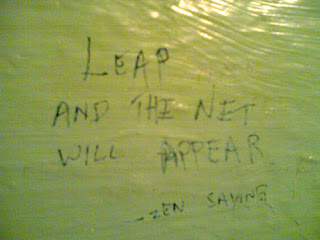 LEAP
AND THE NET
WILL APPEAR
- ZEN SAYING